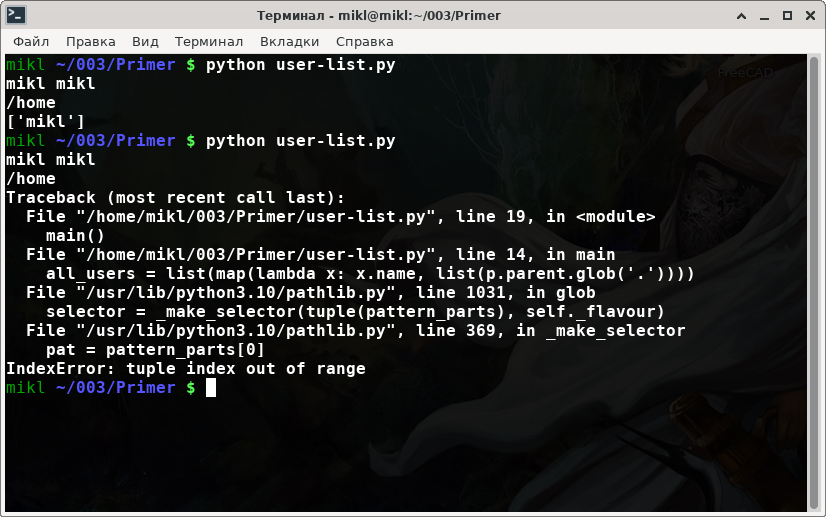 Терминал - mikl@mikl:~/003/Primer
Файл Правка Вид Терминал Вкладки Справка
FreeCAD
mikl ~/003/Primer $ python user-list.py
mikl mikl
/home
['mikl']
mikl ~/003/Primer $ python user-list.py
mikl mikl
/home
Traceback (most recent call last):
  File "/home/mikl/003/Primer/user-list.py", line 19, in <module>
    main()
  File "/home/mikl/003/Primer/user-list.py", line 14, in main
    all_users = list(map(lambda x: x.name, list(p.parent.glob('.'))))
  File "/usr/lib/python3.10/pathlib.py", line 1031, in glob
    selector = _make_selector(tuple(pattern_parts), self._flavour)
  File "/usr/lib/python3.10/pathlib.py", line 369, in _make_selector
    pat = pattern_parts[0]
IndexError: tuple index out of range
mikl ~/003/Primer $